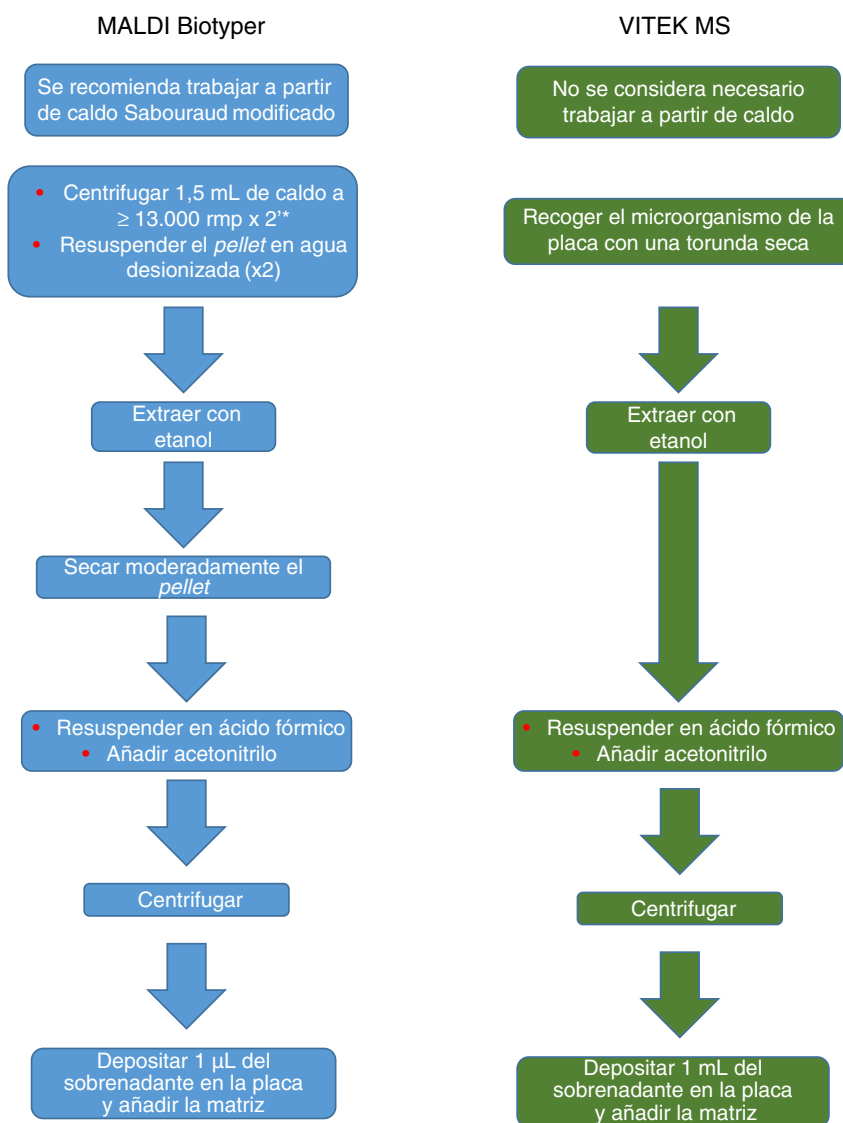 MALDI Biotyper
Se recomienda trabajar a partir
de caldo Sabouraud modificado
• Centrifugar 1,5 mL de caldo a
≥ 13.000 rmp x 2'*
• Resuspender el pellet en agua
desionizada (x2)
Extraer con
etanol
Secar moderadamente el
pellet
• Resuspender en ácido fórmico
• Añadir acetonitrilo
Centrifugar
Depositar 1 µL del
sobrenadante en la placa
y añadir la matriz
VITEK MS
No se considera necesario
trabajar a partir de caldo
Recoger el microorganismo de la
placa con una torunda seca
Extraer con
etanol
• Resuspender en ácido fórmico
• Añadir acetonitrilo
Centrifugar
Depositar 1 mL del
sobrenadante en la placa
y añadir la matriz